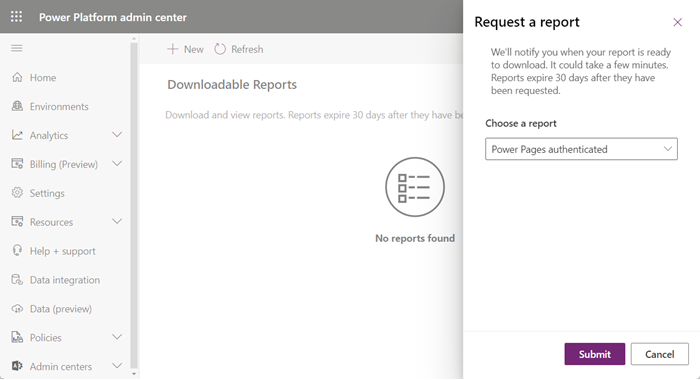 Power Platform admin center
Home
Environments
Analytics
Billing (Preview)
Settings
Resources
Help + support
Data integration
Data (preview)
Policies
Admin centers
New
Refresh
Downloadable Reports
Download and view reports. Reports expire 30 days after they have
No reports found
Request a report
We'll notify you when your report is ready
to download. It could take a few minutes.
Reports expire 30 days after they have
been requested.
Choose a report
Power Pages authenticated
Submit
Cancel